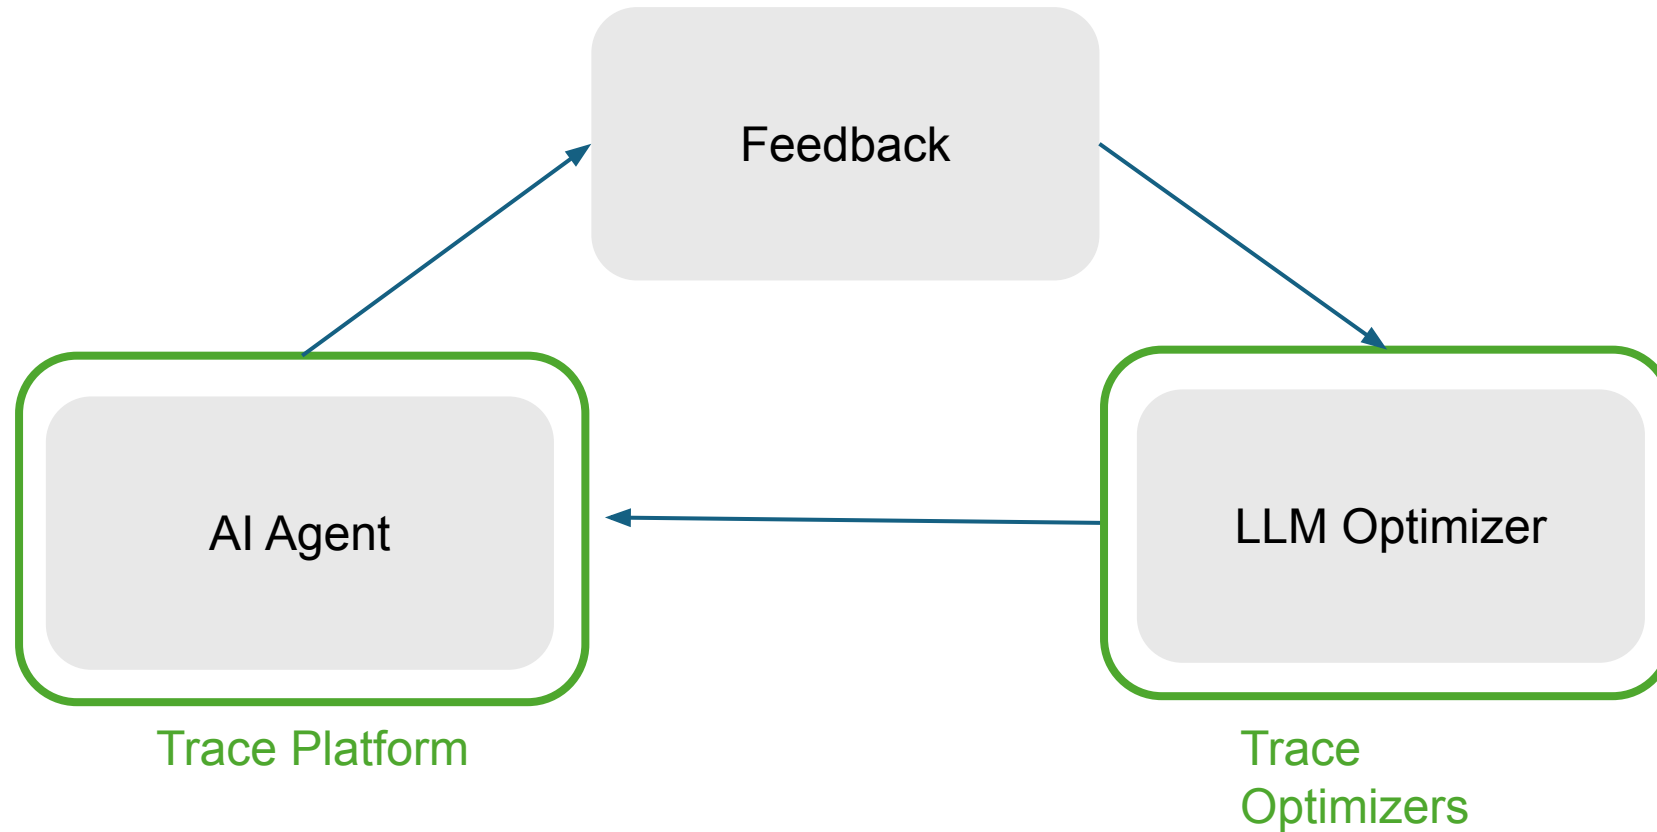 Feedback
AI Agent
LLM Optimizer
Trace Platform
Trace
Optimizers